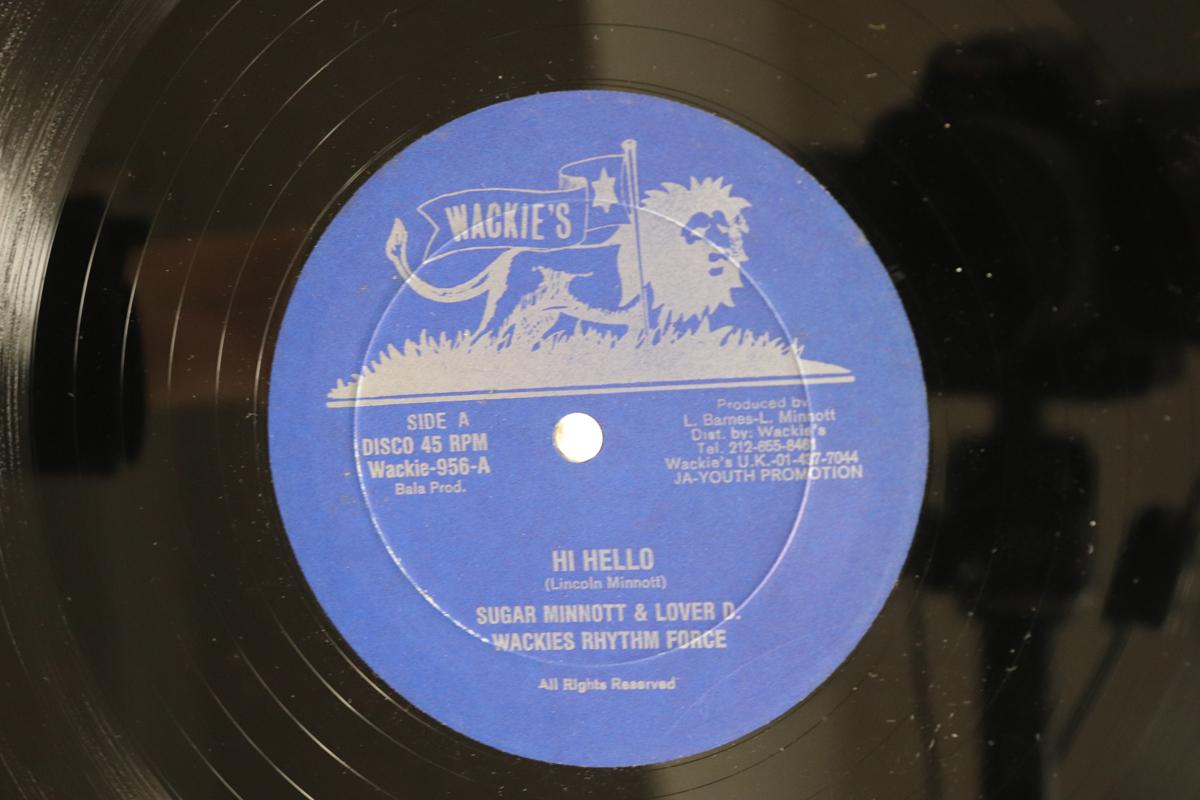 WACKIE'S
SIDE A
DISCO 45 RPM
Wackie-956-A
Bala Prod.
Produced by
L. Barnes-L. Minnott
Dist. by: Wackie's
Tel. 212-655-8461
Wackie's U.K.-01-437-7044
JA-YOUTH PROMOTION
HI HELLO
(Lincoln Minnott)
SUGAR MINNOTT & LOVER D.
WACKIES RHYTHM FORCE
All Rights Reserved